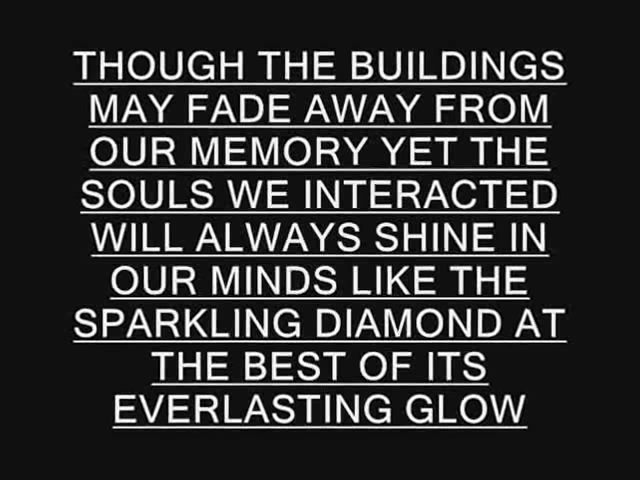 THOUGH THE BUILDINGS
MAY FADE AWAY FROM
OUR MEMORY YET THE
SOULS WE INTERACTED
WILL ALWAYS SHINE IN
OUR MINDS LIKE THE
SPARKLING DIAMOND AT
THE BEST OF ITS
EVERLASTING GLOW